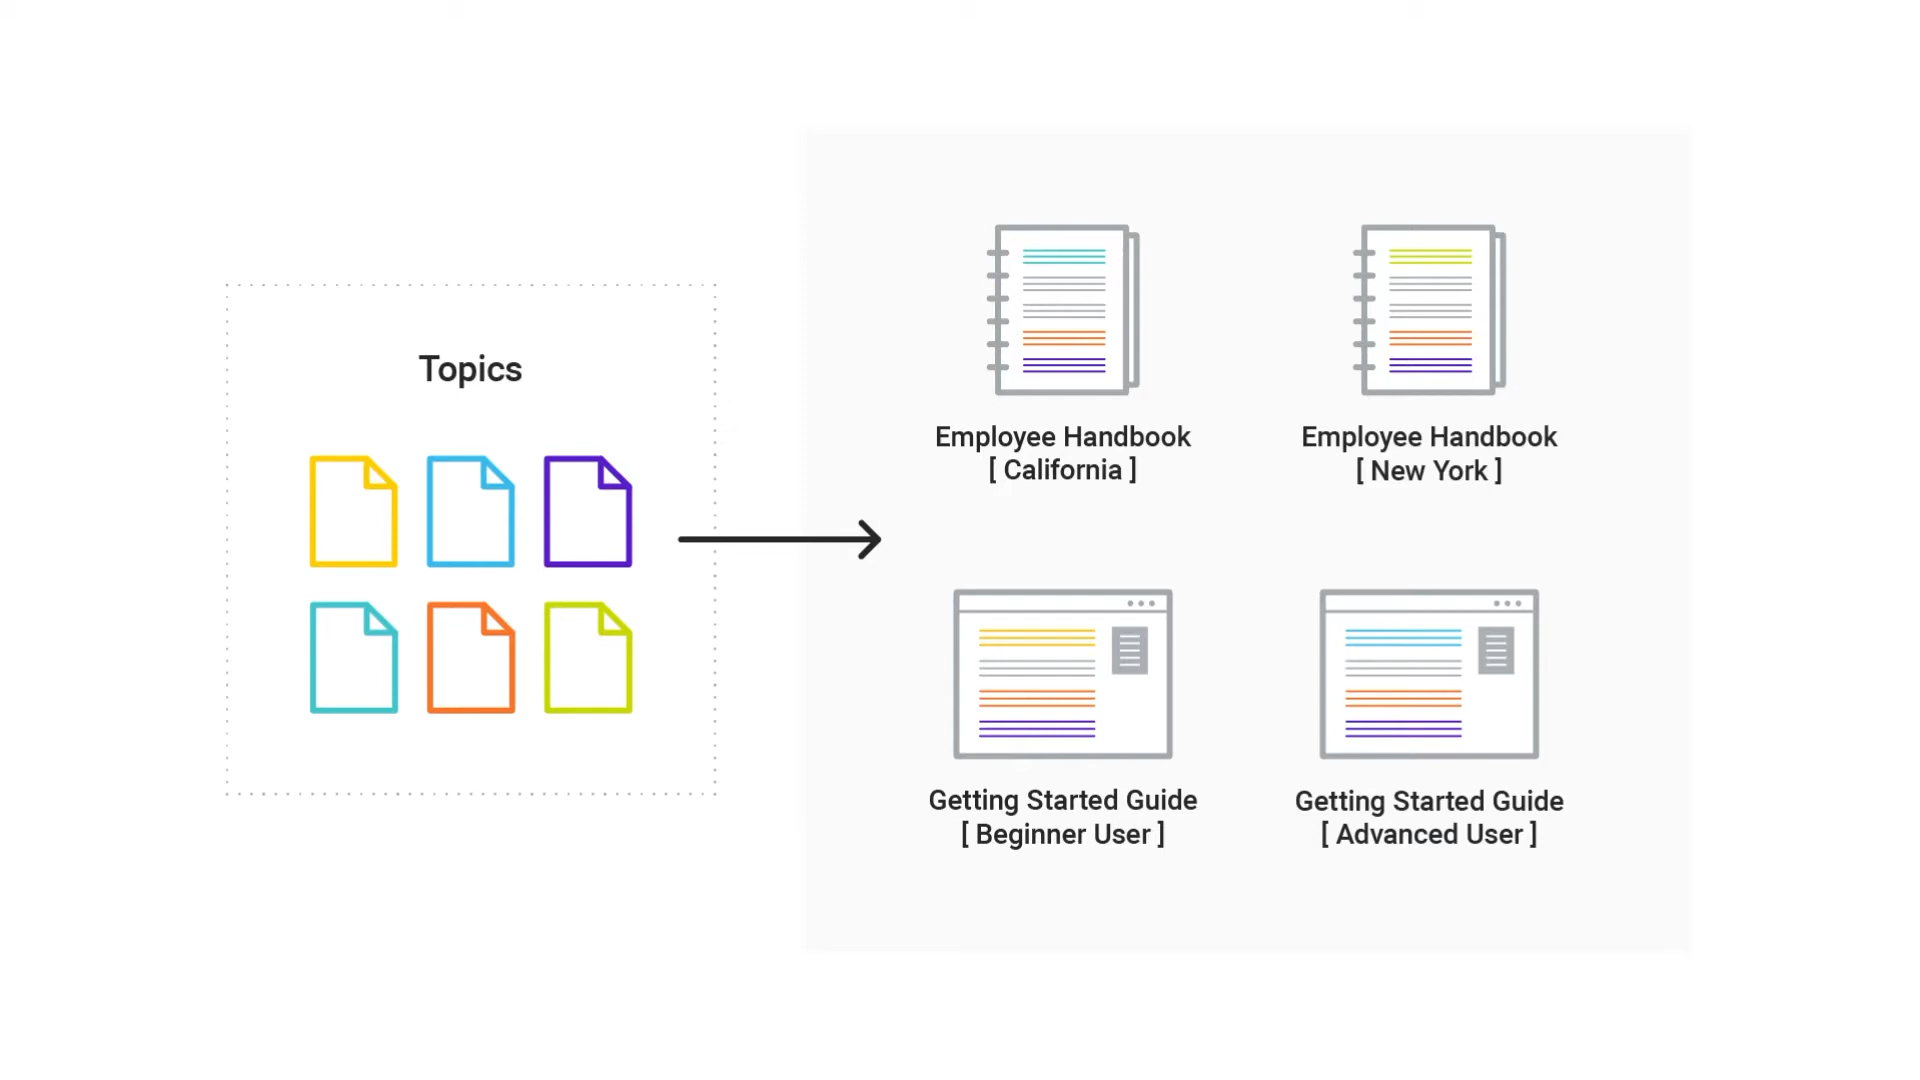 Topics
Employee Handbook
[ California ]
Employee Handbook
[ New York ]
Getting Started Guide
[ Beginner User ]
Getting Started Guide
[ Advanced User ]